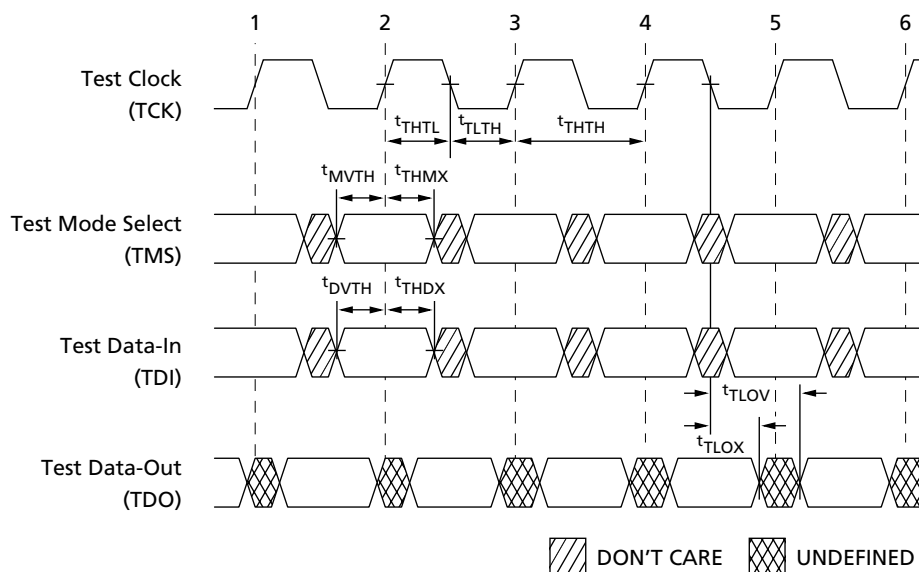 1 2 3 4 5 6
Test Clock
(TCK)
tTHTL tTLTH tTHTH
tMVTH tTHMX
Test Mode Select
(TMS)
tDVTH tTHDX
Test Data-In
(TDI)
tTLOV
tTLOX
Test Data-Out
(TDO)
DON'T CARE UNDEFINED